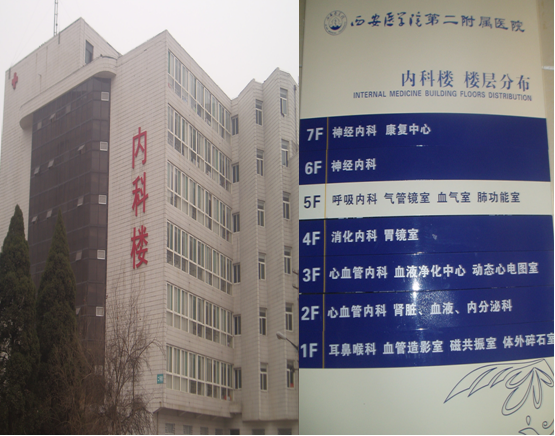 内科楼
西安医学院第二附属医院
内科楼 楼层分布
INTERNAL MEDICINE BUILDING FLOORS DISTRIBUTION
7F 神经内科 康复中心
6F 神经内科
5F 呼吸内科 气管镜室 血气室 肺功能室
4F 消化内科 胃镜室
3F 心血管内科 血液净化中心 动态心电图室
2F 心血管内科 肾脏、血液、内分泌科
1F 耳鼻喉科 血管造影室 磁共振室 体外碎石室